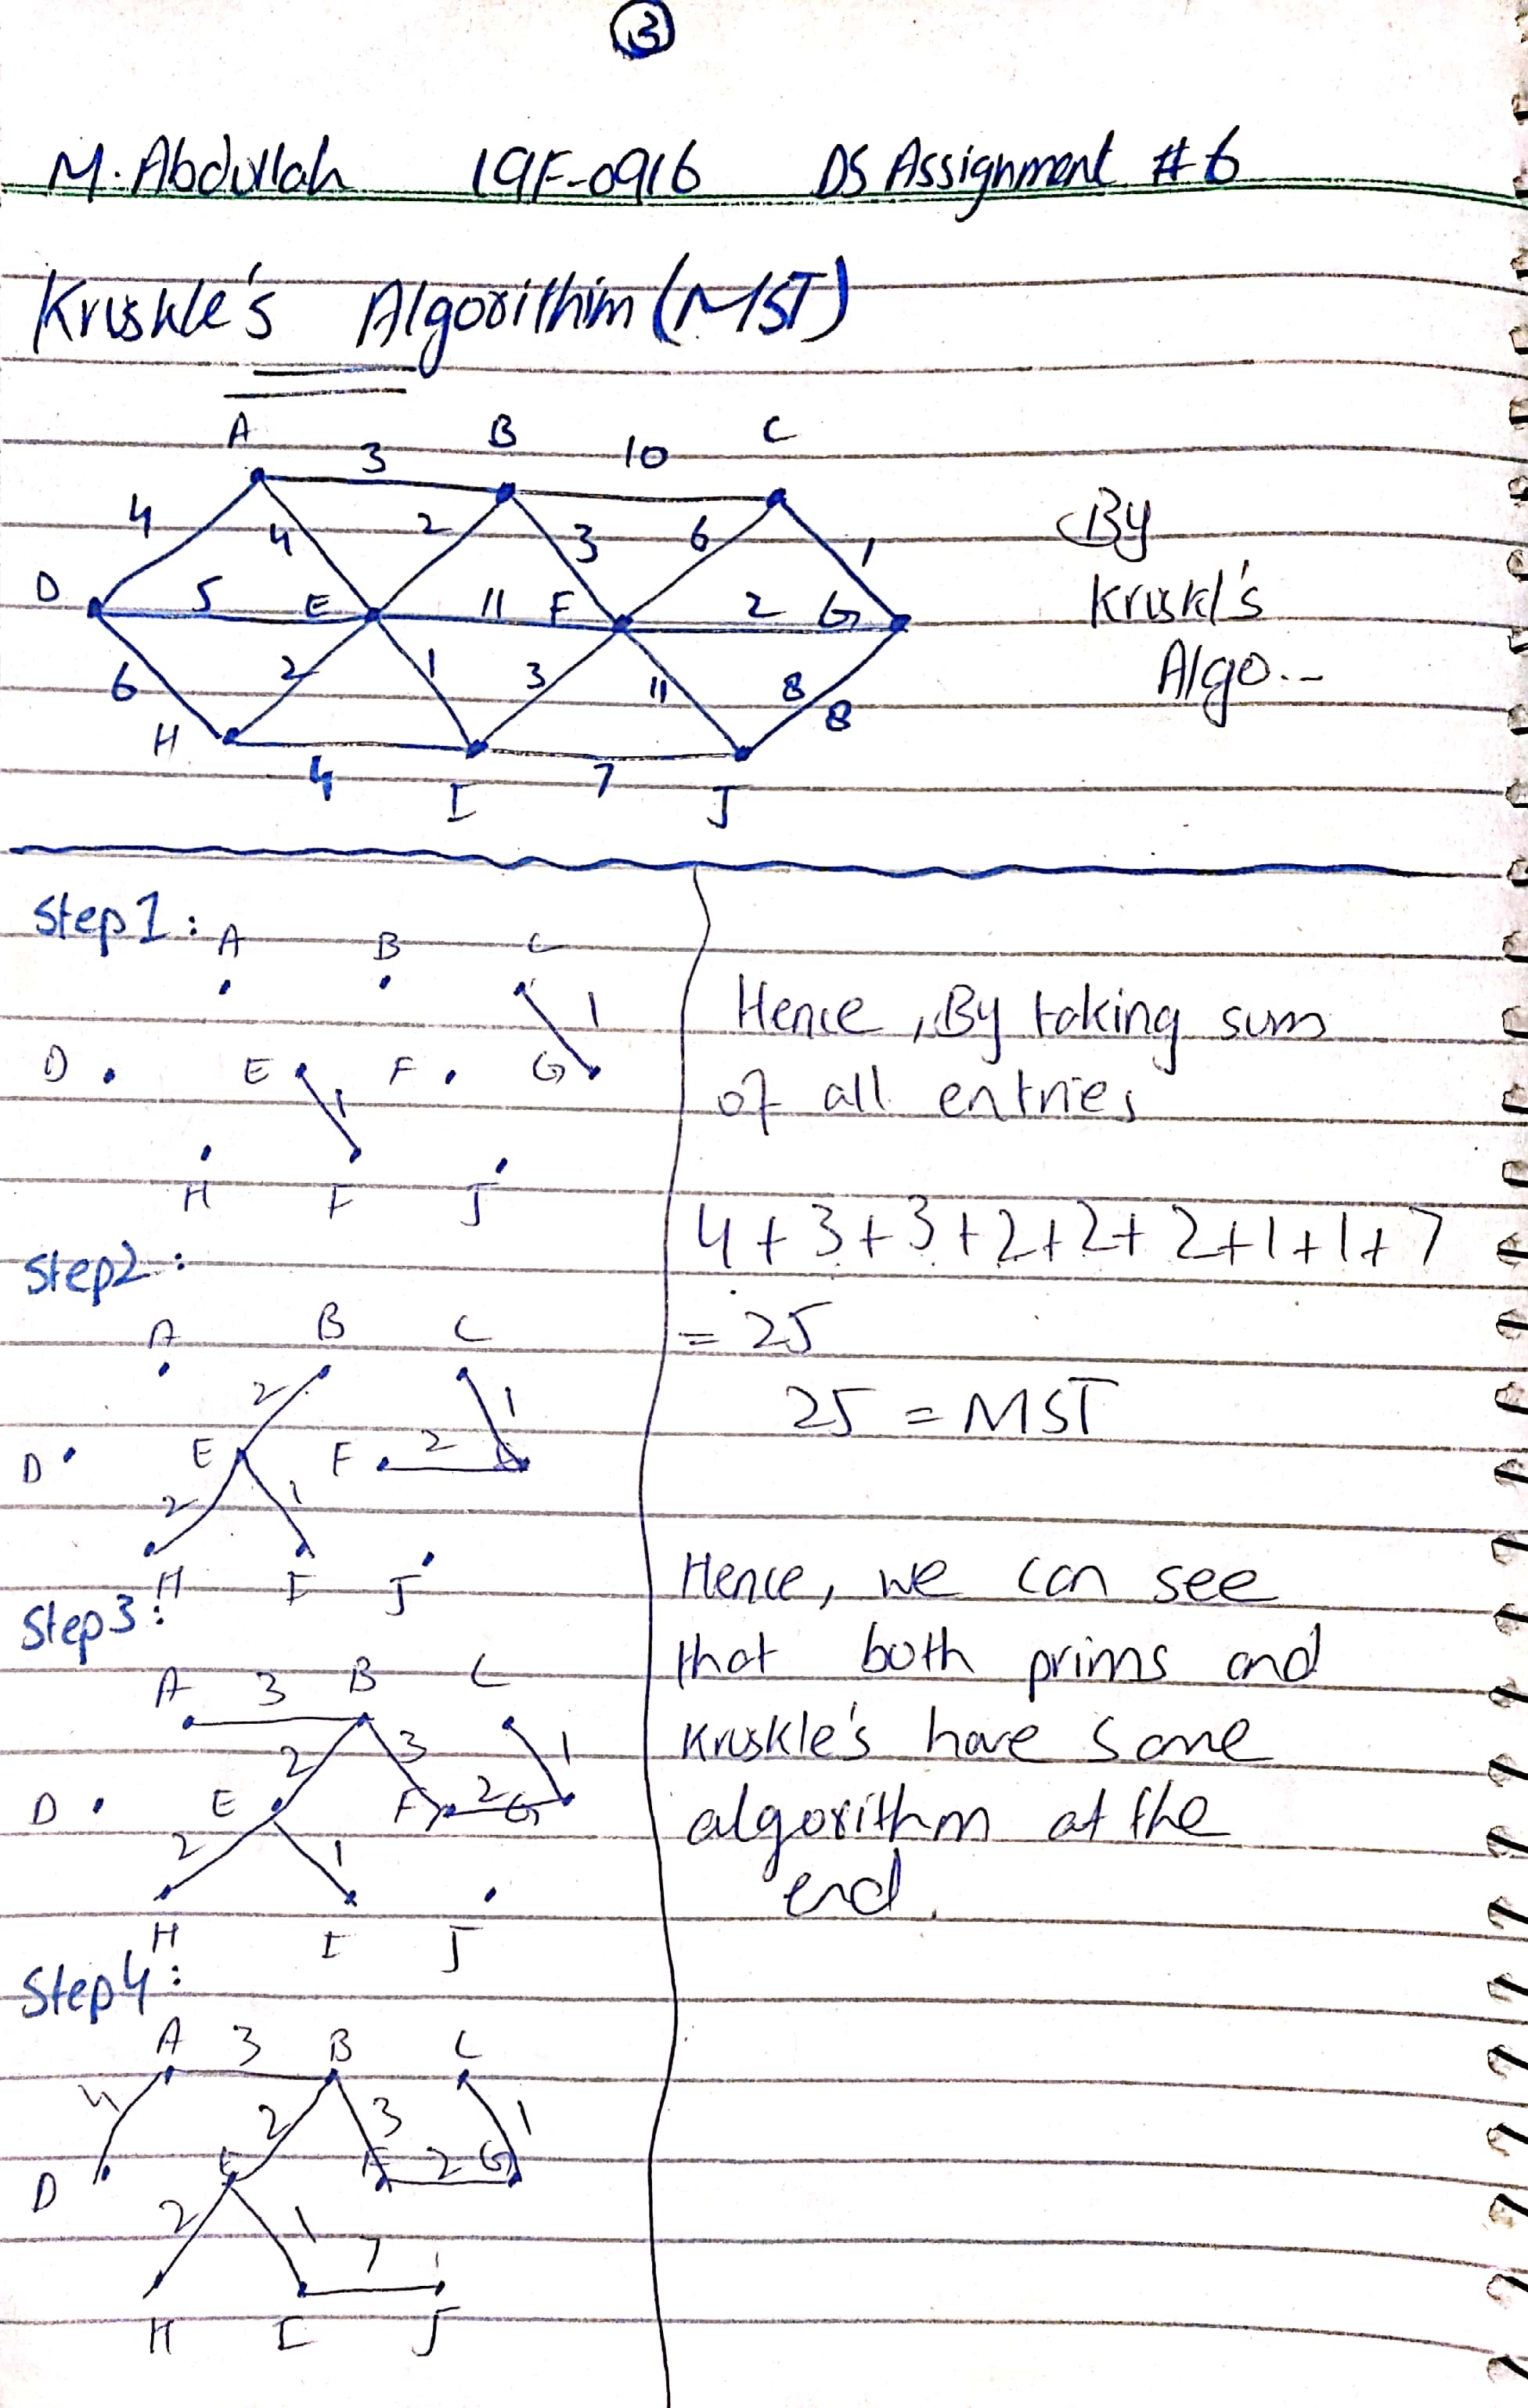 3
M. Abdullah 19F-0916 DS Assignment #6
Kruskle's Algorithim (MST)
A B C
3 10
4 4 2 3 6 1
D 5 E 11 F 2 G
6 2 1 3 11 8
8
H 4 I 7 J
By
Kruskl's
Algo..
Step 1:
A B C
1
D E F G
1
H F J
Step 2:
A B C
2 1
D E F 2 G
2 1
H I J
Step 3:
A 3 B C
2 3 1
D E F 2 G
2 1
H I J
Step 4:
A 3 B C
4 2 3 1
D E F 2 G
2 1 7
H I J
Hence, By taking sum
of all entries
4+3+3+2+2+2+1+1+7
= 25
25 = MST
Hence, we can see
that both prims and
Kruskle's have same
algorithm at the
end.